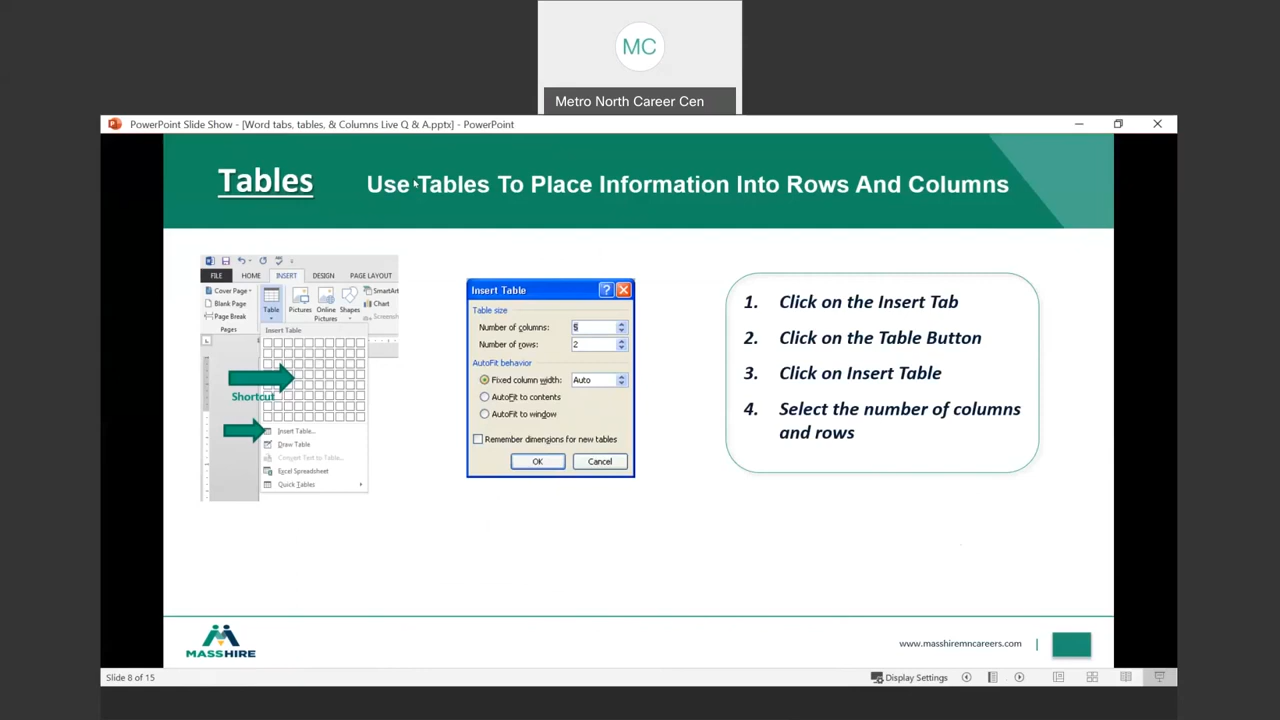 MC
Metro North Career Cen
PowerPoint Slide Show - [Word tabs, tables, & Columns Live Q & A.pptx] - PowerPoint
Tables
Use Tables To Place Information Into Rows And Columns
FILE HOME INSERT DESIGN PAGE LAYOUT
Cover Page
Blank Page
Page Break
Pages
Table
Pictures
Online
Pictures
Shapes
SmartArt
Chart
Screensho
Insert Table
Shortcut
Insert Table...
Draw Table
Convert Text to Table...
Excel Spreadsheet
Quick Tables
Insert Table
Table size
Number of columns: 5
Number of rows: 2
AutoFit behavior
Fixed column width: Auto
AutoFit to contents
AutoFit to window
Remember dimensions for new tables
OK Cancel
1. Click on the Insert Tab
2. Click on the Table Button
3. Click on Insert Table
4. Select the number of columns
and rows
MASSHIRE
www.masshiremncareers.com
Slide 8 of 15
Display Settings